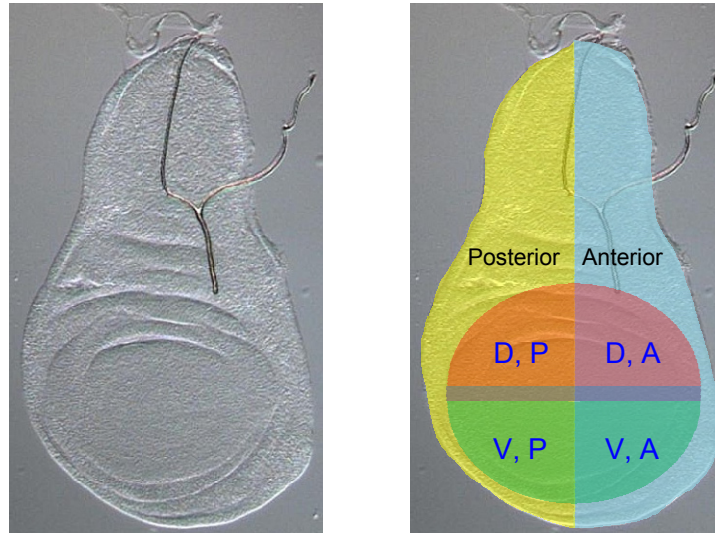 Posterior Anterior
D, P D, A
V, P V, A